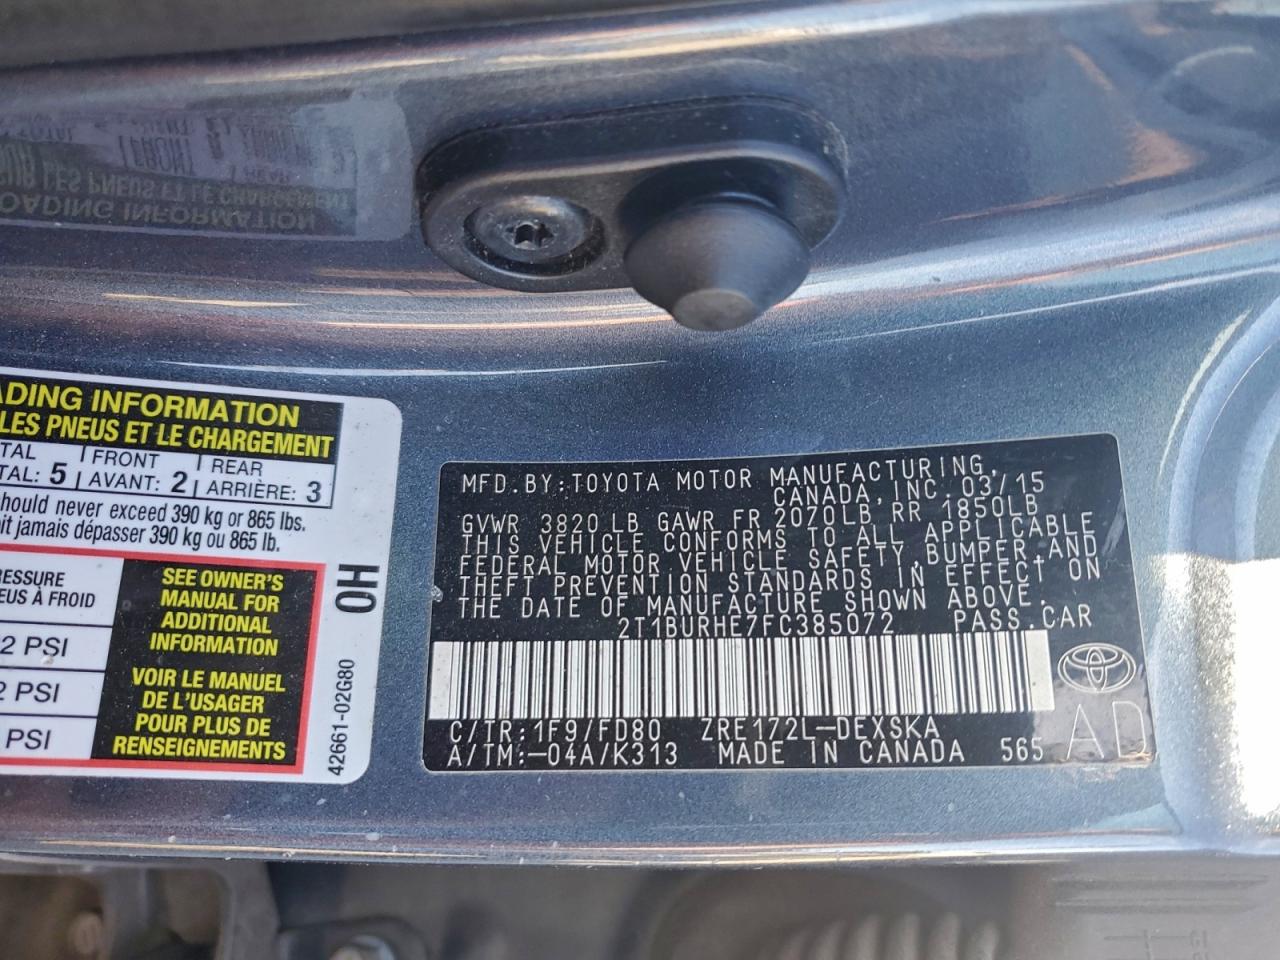 ADING INFORMATION
LES PNEUS ET LE CHARGEMENT
TAL FRONT REAR
TAL: 5 AVANT: 2 ARRIÈRE: 3
hould never exceed 390 kg or 865 lbs.
it jamais dépasser 390 kg ou 865 lb.
RESSURE
EUS À FROID
2 PSI
2 PSI
PSI
SEE OWNER'S
MANUAL FOR
ADDITIONAL
INFORMATION
VOIR LE MANUEL
DE L'USAGER
POUR PLUS DE
RENSEIGNEMENTS
0H
42661-02G80
MFD.BY:TOYOTA MOTOR MANUFACTURING,
CANADA, INC. 03/15
GVWR 3820 LB GAWR FR 2070LB RR 1850LB
THIS VEHICLE CONFORMS TO ALL APPLICABLE
FEDERAL MOTOR VEHICLE SAFETY,BUMPER,AND
THEFT PREVENTION STANDARDS IN EFFECT ON
THE DATE OF MANUFACTURE SHOWN ABOVE.
2T1BURHE7FC385072 PASS.CAR
C/TR:1F9/FD80 ZRE172L-DEXSKA
A/TM:-04A/K313 MADE IN CANADA 565
AD